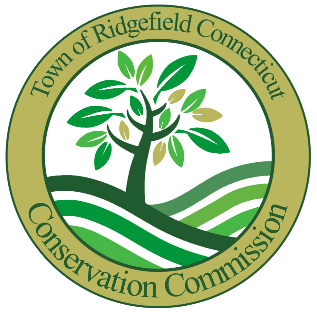 Town of Ridgefield Connecticut
Conservation Commission